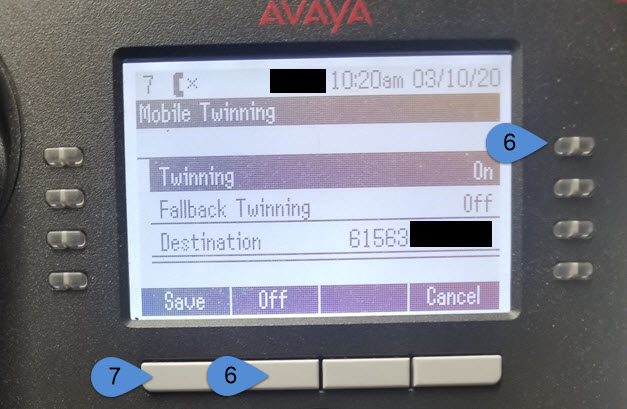 AVAYA
7 10:20am 03/10/20
Mobile Twinning
6
Twinning On
Fallback Twinning Off
Destination 61563
Save Off Cancel
7 6